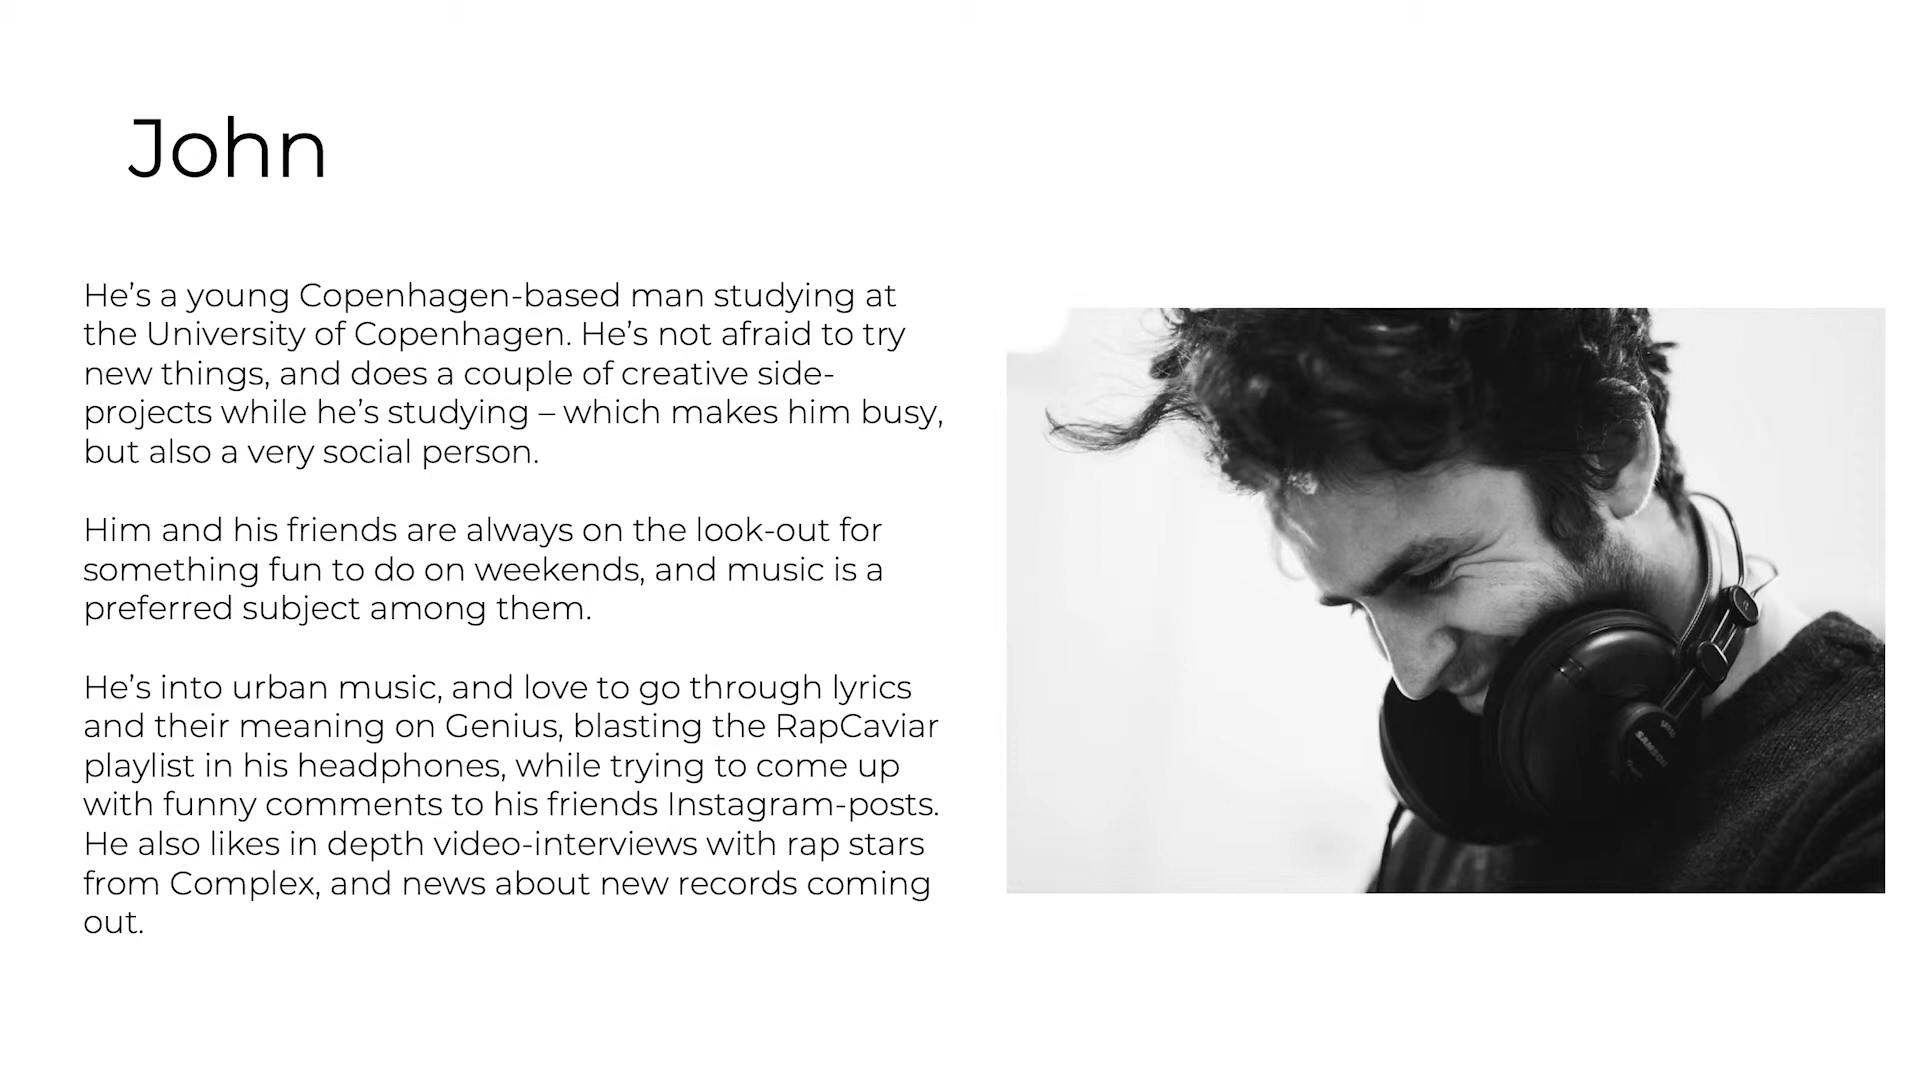 John
He’s a young Copenhagen-based man studying at
the University of Copenhagen. He’s not afraid to try
new things, and does a couple of creative side-
projects while he’s studying – which makes him busy,
but also a very social person.
Him and his friends are always on the look-out for
something fun to do on weekends, and music is a
preferred subject among them.
He’s into urban music, and love to go through lyrics
and their meaning on Genius, blasting the RapCaviar
playlist in his headphones, while trying to come up
with funny comments to his friends Instagram-posts.
He also likes in depth video-interviews with rap stars
from Complex, and news about new records coming
out.
SAMSON